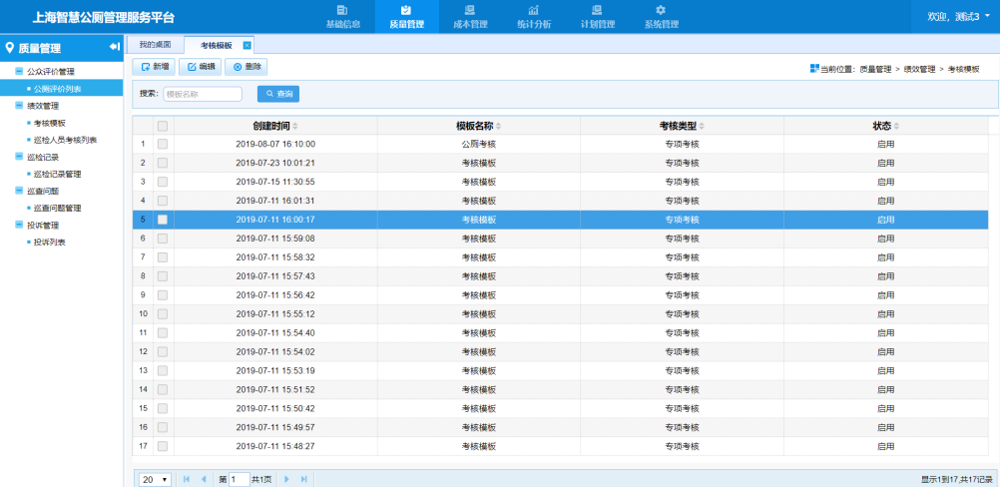 上海智慧公厕管理服务平台
基础信息 质量管理 成本管理 统计分析 计划管理 系统管理
欢迎, 测试3
质量管理
公众评价管理
公厕评价列表
绩效管理
考核模板
巡检人员考核列表
巡检记录
巡检记录管理
巡查问题
巡查问题管理
投诉管理
投诉列表
我的桌面 考核模板
新增 编辑 删除
当前位置: 质量管理 > 绩效管理 > 考核模板
搜索: 模板名称 查询
创建时间 模板名称 考核类型 状态
1 2019-08-07 16:10:00 公厕考核 专项考核 启用
2 2019-07-23 10:01:21 考核模板 专项考核 启用
3 2019-07-15 11:30:55 考核模板 专项考核 启用
4 2019-07-11 16:01:31 考核模板 专项考核 启用
5 2019-07-11 16:00:17 考核模板 专项考核 启用
6 2019-07-11 15:59:08 考核模板 专项考核 启用
7 2019-07-11 15:58:32 考核模板 专项考核 启用
8 2019-07-11 15:57:43 考核模板 专项考核 启用
9 2019-07-11 15:56:42 考核模板 专项考核 启用
10 2019-07-11 15:55:12 考核模板 专项考核 启用
11 2019-07-11 15:54:40 考核模板 专项考核 启用
12 2019-07-11 15:54:02 考核模板 专项考核 启用
13 2019-07-11 15:53:19 考核模板 专项考核 启用
14 2019-07-11 15:51:52 考核模板 专项考核 启用
15 2019-07-11 15:50:42 考核模板 专项考核 启用
16 2019-07-11 15:49:57 考核模板 专项考核 启用
17 2019-07-11 15:48:27 考核模板 专项考核 启用
20 第 1 共1页 显示1到17,共17记录